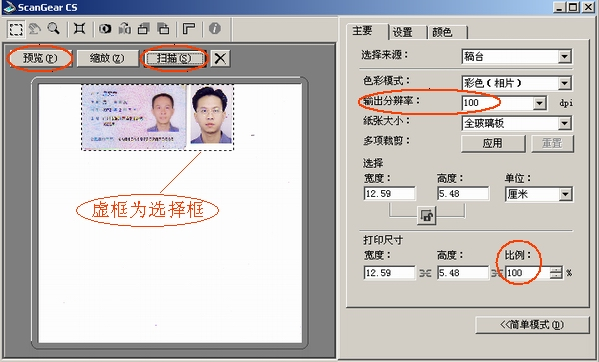 ScanGear CS
预览(P)
缩放(Z)
扫描(S)
虚框为选择框
主要
设置
颜色
选择来源:
稿台
色彩模式:
彩色(相片)
输出分辨率:
100
dpi
纸张大小:
全玻璃板
多项裁剪:
应用
重置
选择
宽度:
高度:
单位:
12.59
5.48
厘米
打印尺寸
宽度:
高度:
比例:
12.59
5.48
100
%
<<简单模式(D)